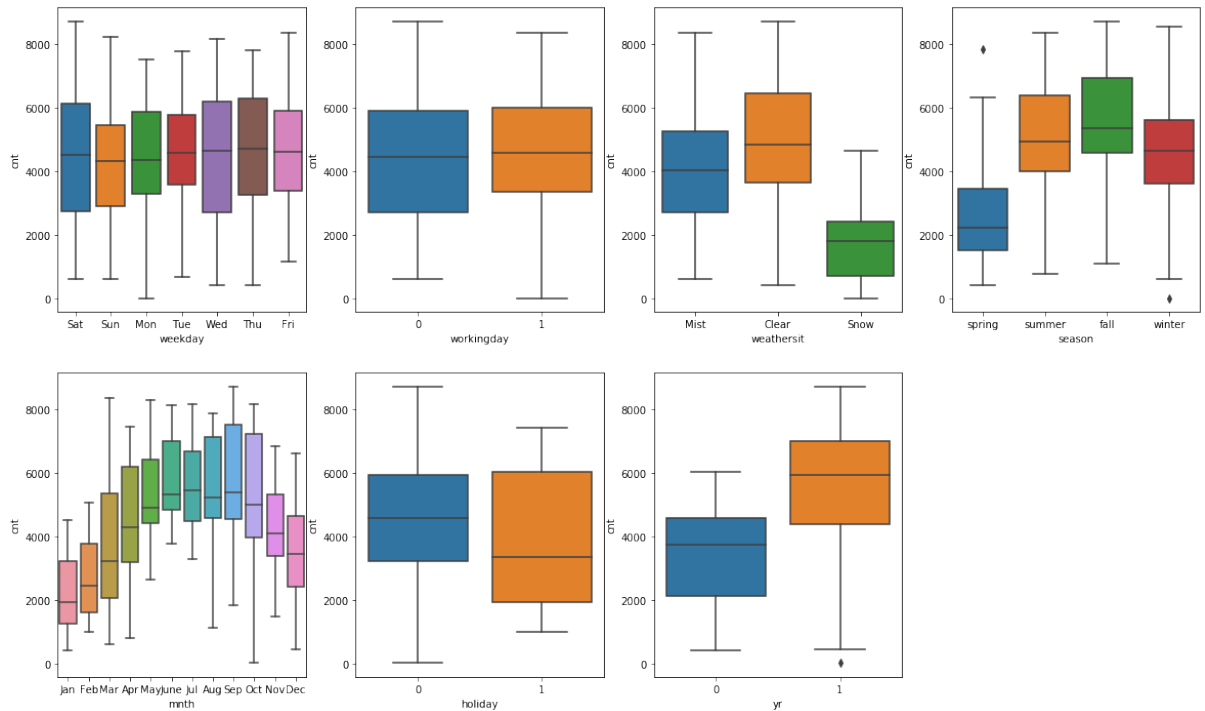 8000
6000
4000
2000
0
cnt
Sat Sun Mon Tue Wed Thu Fri
weekday
8000
6000
4000
2000
0
cnt
0 1
workingday
8000
6000
4000
2000
0
cnt
Mist Clear Snow
weathersit
8000
6000
4000
2000
0
cnt
spring summer fall winter
season
8000
6000
4000
2000
0
cnt
Jan Feb Mar Apr May June Jul Aug Sep Oct Nov Dec
mnth
8000
6000
4000
2000
0
cnt
0 1
holiday
8000
6000
4000
2000
0
cnt
0 1
yr